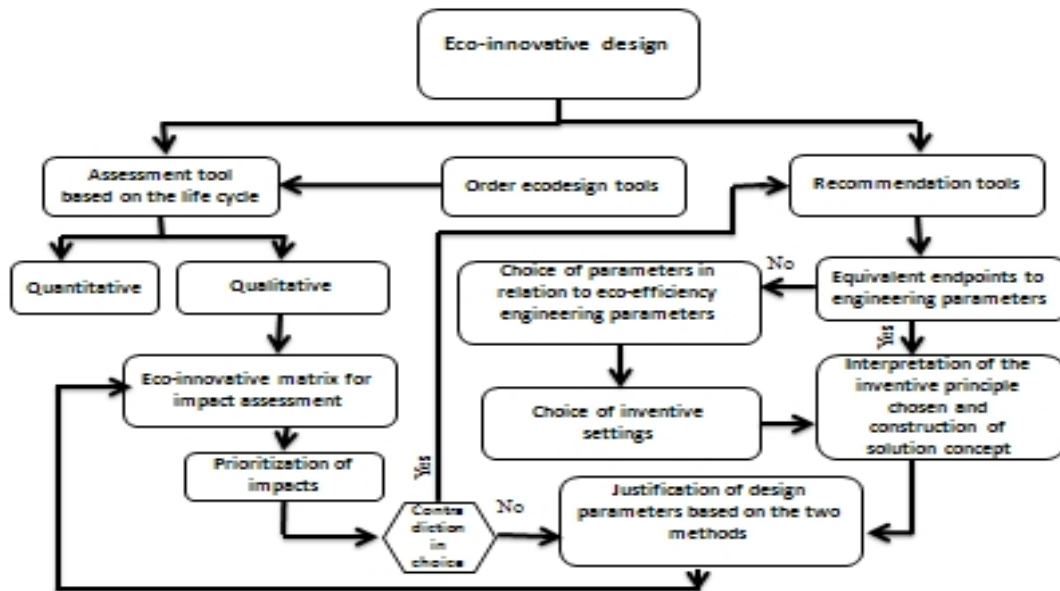 Eco-innovative design
Assessment tool
based on the life cycle
Order ecodesign tools
Recommendation tools
Quantitative
Qualitative
Choice of parameters in
relation to eco-efficiency
engineering parameters
No
Equivalent endpoints to
engineering parameters
Yes
Eco-innovative matrix for
impact assessment
Choice of inventive
settings
Interpretation of the
inventive principle
chosen and
construction of
solution concept
Prioritization of
impacts
Yes
Contra
diction
in
choice
No
Justification of design
parameters based on the two
methods